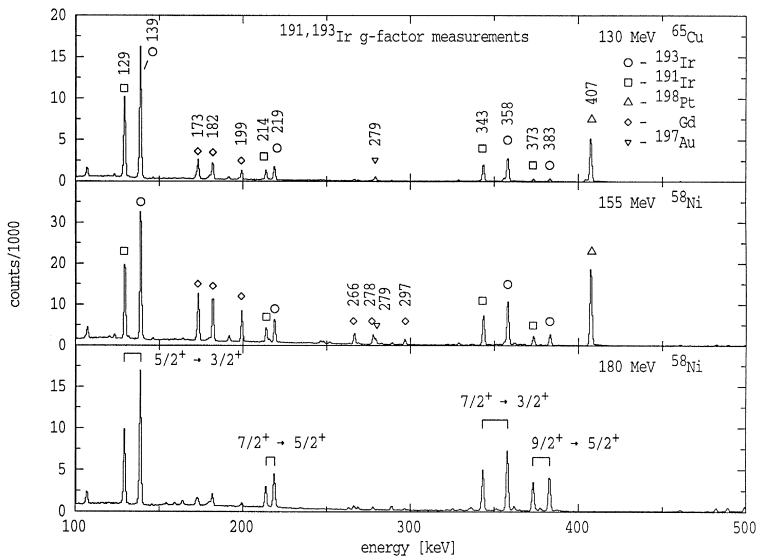 20
191,193Ir g-factor measurements
130 MeV 65Cu
○ - 193Ir
□ - 191Ir
△ - 198Pt
◇ - Gd
▽ - 197Au
15
10
5
0
129
139
173
182
199
214
219
279
343
358
373
383
407
155 MeV 58Ni
30
20
10
0
266
278
279
297
counts/1000
180 MeV 58Ni
5/2+ → 3/2+
7/2+ → 5/2+
7/2+ → 3/2+
9/2+ → 5/2+
15
10
5
0
100 200 300 400 500
energy [keV]